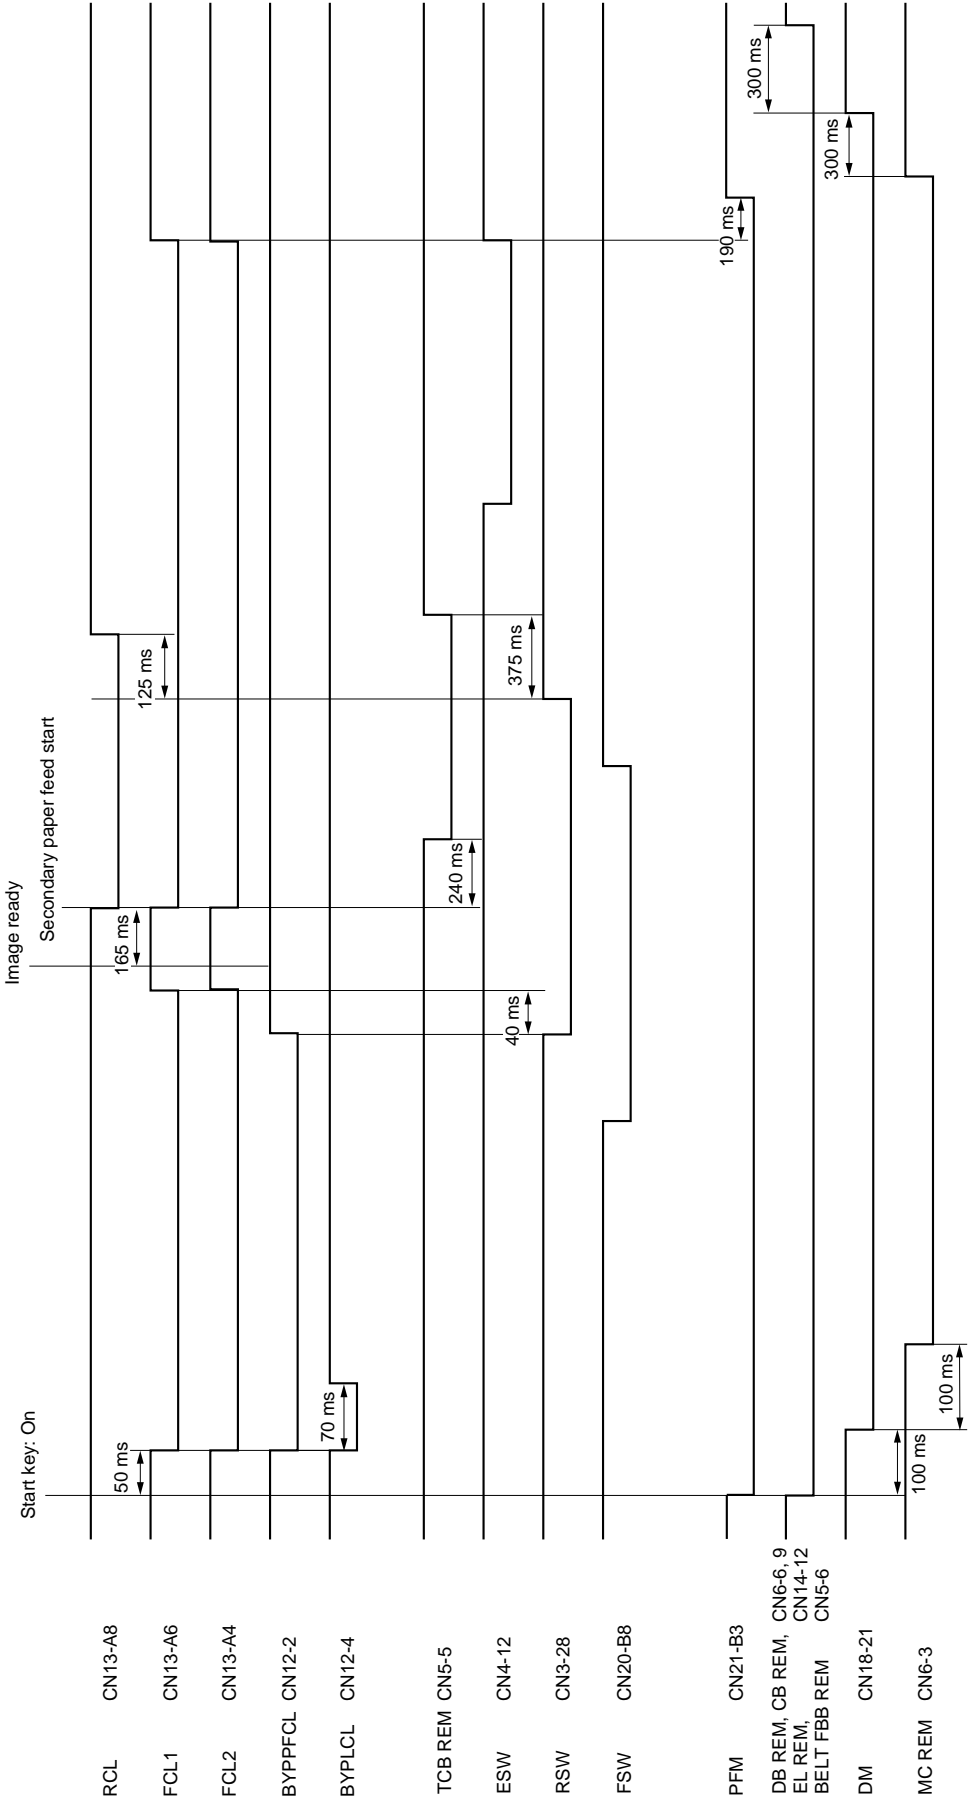 Start key: On
Image ready
Secondary paper feed start
RCL CN13-A8
50 ms
165 ms
125 ms
FCL1 CN13-A6
FCL2 CN13-A4
BYPPFCL CN12-2
70 ms
BYPLCL CN12-4
TCB REM CN5-5
240 ms
ESW CN4-12
40 ms
375 ms
RSW CN3-28
FSW CN20-B8
190 ms
PFM CN21-B3
300 ms
DB REM, CB REM, CN6-6, 9
EL REM, CN14-12
BELT FBB REM CN5-6
300 ms
DM CN18-21
100 ms
100 ms
MC REM CN6-3